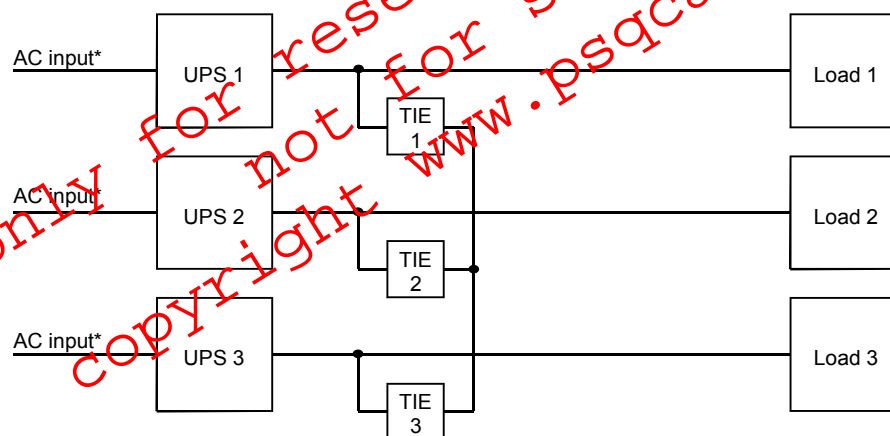 AC input*
UPS 1
Load 1
TIE
1
AC input*
UPS 2
Load 2
TIE
2
AC input*
UPS 3
Load 3
TIE
3
only for rese
not for s
copyright www.psqca